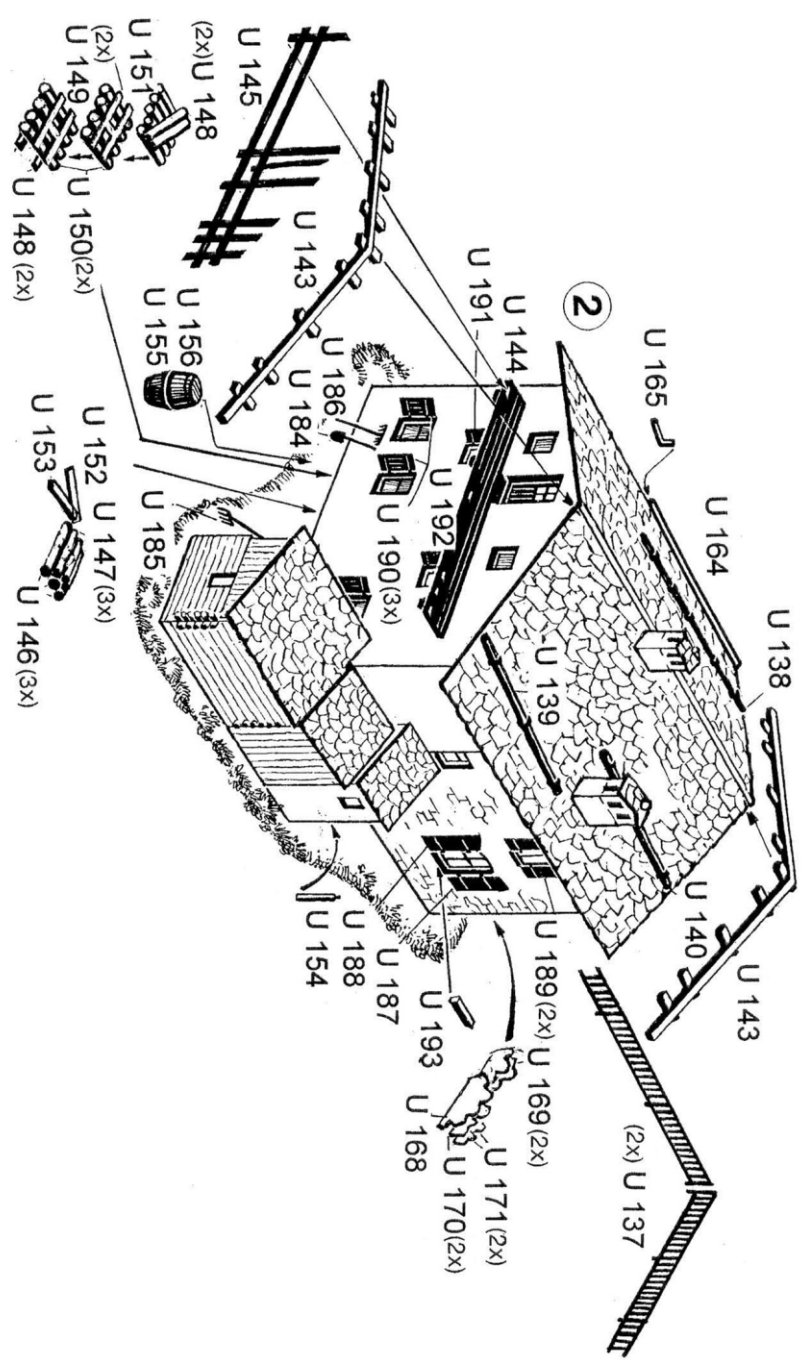 U 137 (2x)
U 138
U 143
U 164
U 140
U 165
U 139
U 189 (2x)
U 169 (2x)
U 171 (2x)
U 170 (2x)
U 168
2
U 144
U 191
U 192
U 190 (3x)
U 193
U 187
U 188
U 154
U 143
U 186
U 184
U 185
U 145
(2x) U 148
U 151
(2x)
U 149
U 150 (2x)
U 148 (2x)
U 156
U 155
U 152
U 153
U 147 (3x)
U 146 (3x)